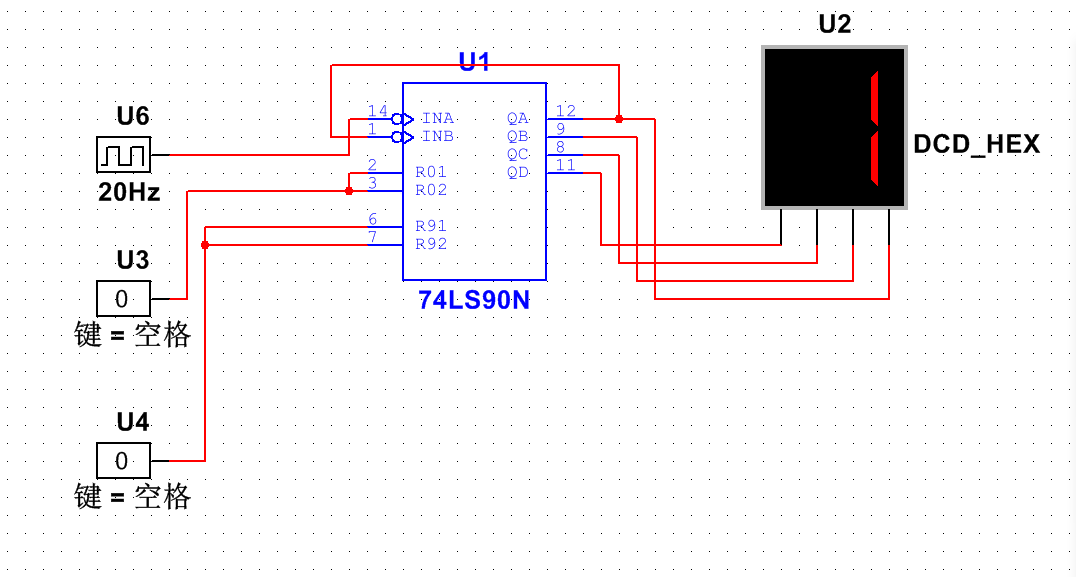 U2
U1
U6
14
INA
QA
12
1
INB
QB
9
DCD_HEX
QC
8
2
R01
QD
11
3
R02
20Hz
6
R91
7
R92
U3
0
74LS90N
键 = 空格
U4
0
键 = 空格